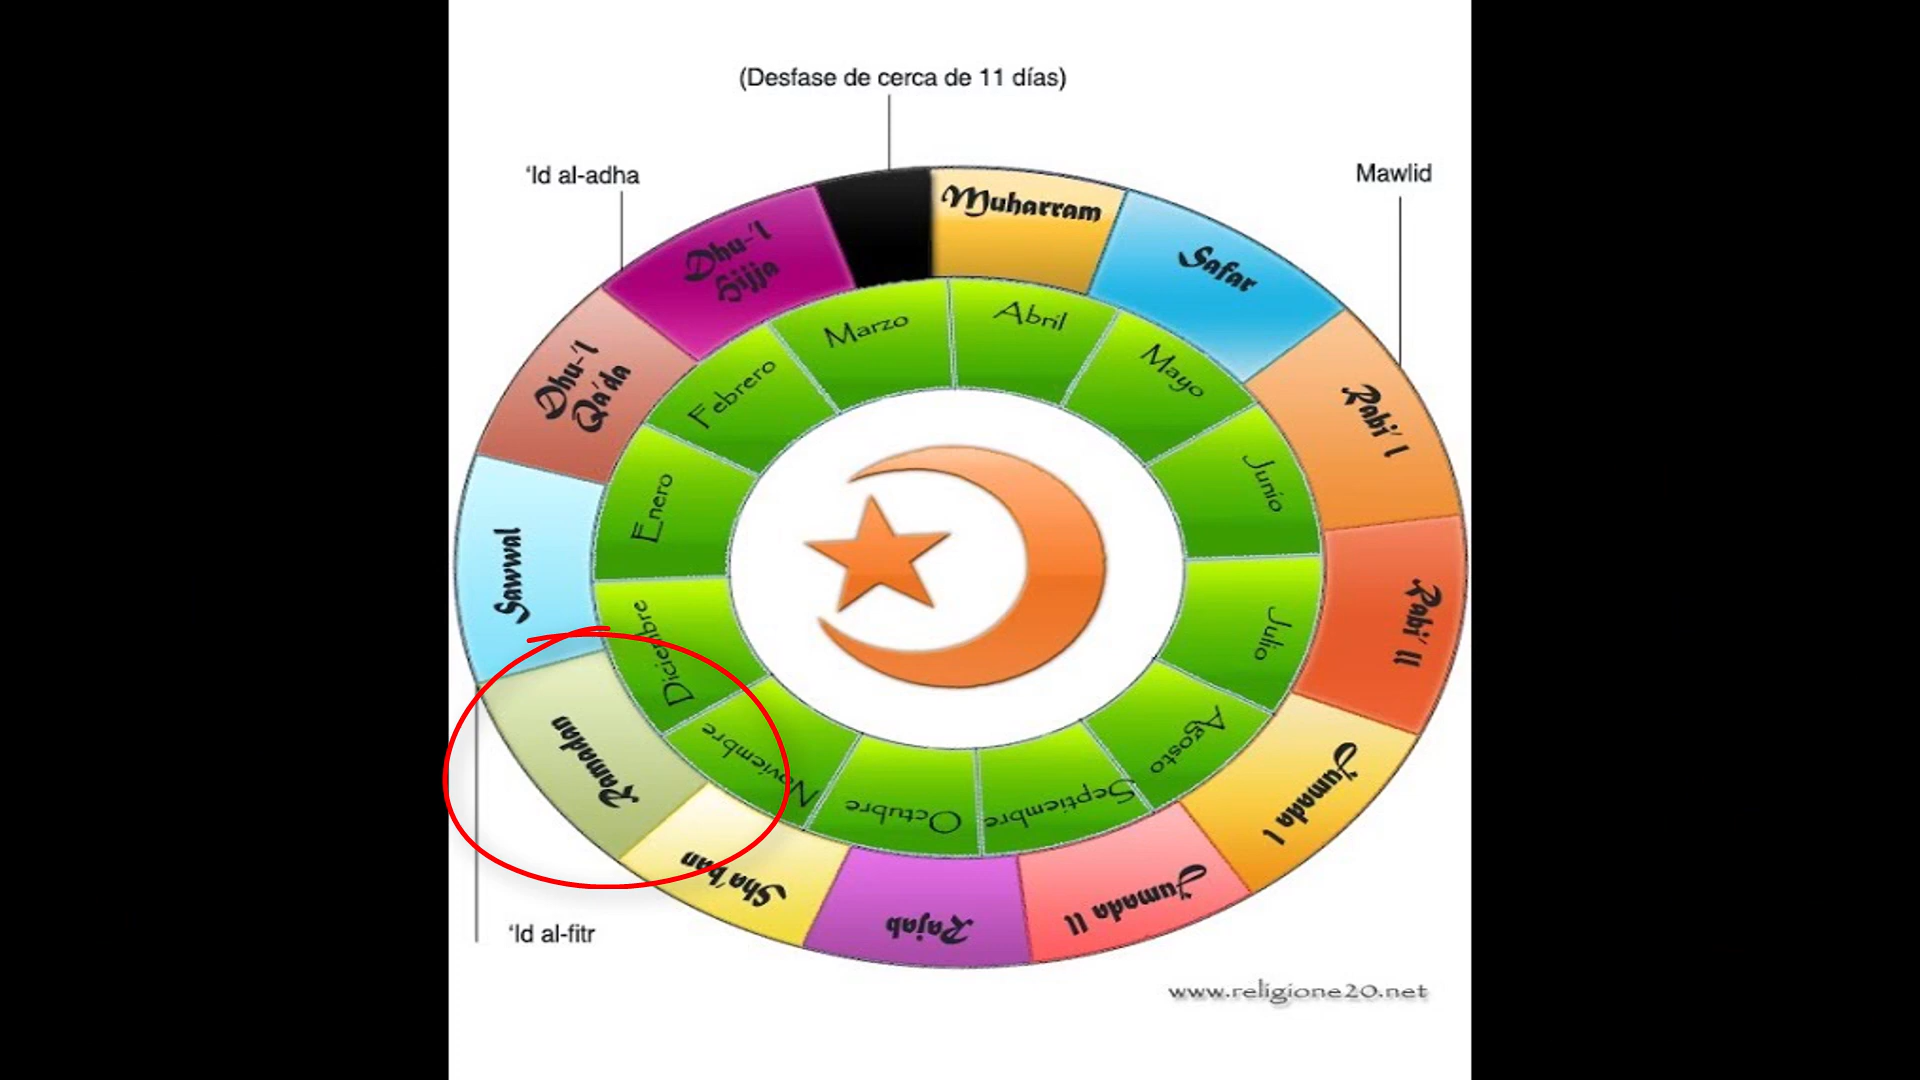 (Desfase de cerca de 11 días)
'Id al-adha
Mawlid
Muharram
Safar
Rabi' I
Rabi' II
Jumada I
Jumada II
Rajab
Sha'ban
Ramadan
Sawwal
Dhu-'l
Qa'da
Dhu-'l
Hijja
Enero
Febrero
Marzo
Abril
Mayo
Junio
Julio
Agosto
Septiembre
Octubre
Noviembre
Diciembre
'Id al-fitr
www.religione20.net